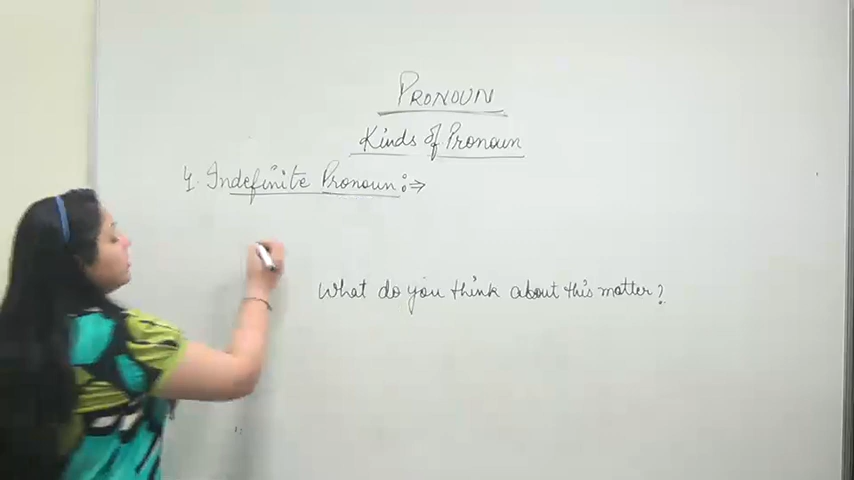 PRONOUN
Kinds of Pronoun
4. Indefinite Pronoun :⇒
What do you think about this matter?